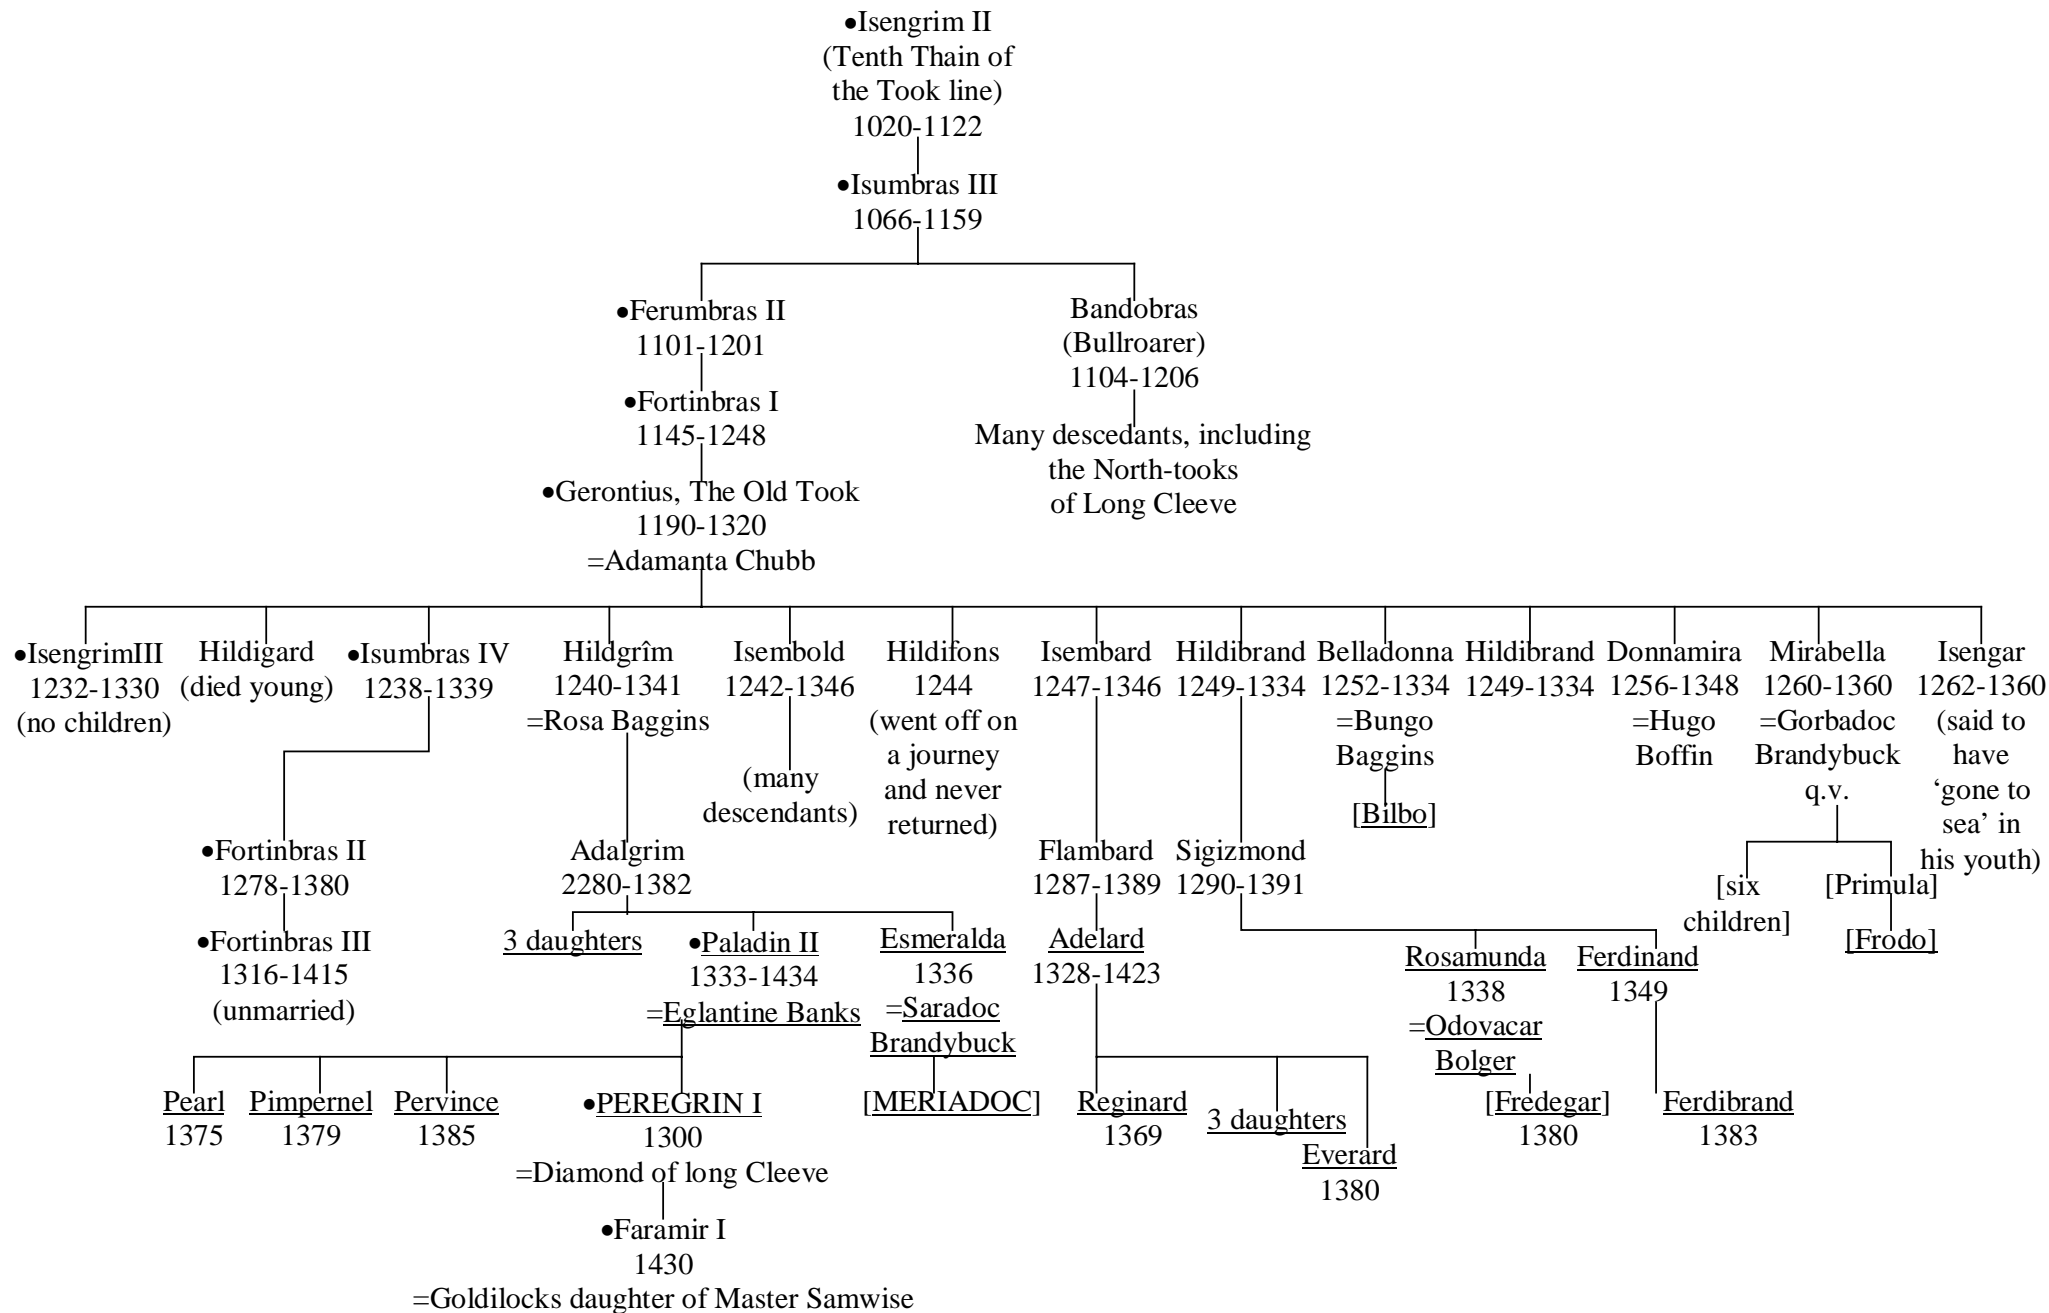 •Isengrim II
(Tenth Thain of
the Took line)
1020-1122
•Isumbras III
1066-1159
•Ferumbras II
1101-1201
Bandobras
(Bullroarer)
1104-1206
•Fortinbras I
1145-1248
Many descedants, including
the North-tooks
of Long Cleeve
•Gerontius, The Old Took
1190-1320
=Adamanta Chubb
•IsengrimIII
1232-1330
(no children)
Hildigard
(died young)
•Isumbras IV
1238-1339
Hildgrîm
1240-1341
=Rosa Baggins
Isembold
1242-1346
(many
descendants)
Hildifons
1244
(went off on
a journey
and never
returned)
Isembard
1247-1346
Hildibrand
1249-1334
Belladonna
1252-1334
=Bungo
Baggins
[Bilbo]
Hildibrand
1249-1334
Donnamira
1256-1348
=Hugo
Boffin
Mirabella
1260-1360
=Gorbadoc
Brandybuck
q.v.
Isengar
1262-1360
(said to
have
‘gone to
sea’ in
his youth)
•Fortinbras II
1278-1380
Adalgrim
2280-1382
Flambard
1287-1389
Sigizmond
1290-1391
[six
children]
[Primula]
•Fortinbras III
1316-1415
(unmarried)
3 daughters
•Paladin II
1333-1434
=Eglantine Banks
Esmeralda
1336
=Saradoc
Brandybuck
Adelard
1328-1423
Rosamunda
1338
=Odovacar
Bolger
Ferdinand
1349
[Frodo]
Pearl
1375
Pimpernel
1379
Pervince
1385
•PEREGRIN I
1300
=Diamond of long Cleeve
[MERIADOC]
Reginard
1369
3 daughters
Everard
1380
[Fredegar]
1380
Ferdibrand
1383
•Faramir I
1430
=Goldilocks daughter of Master Samwise